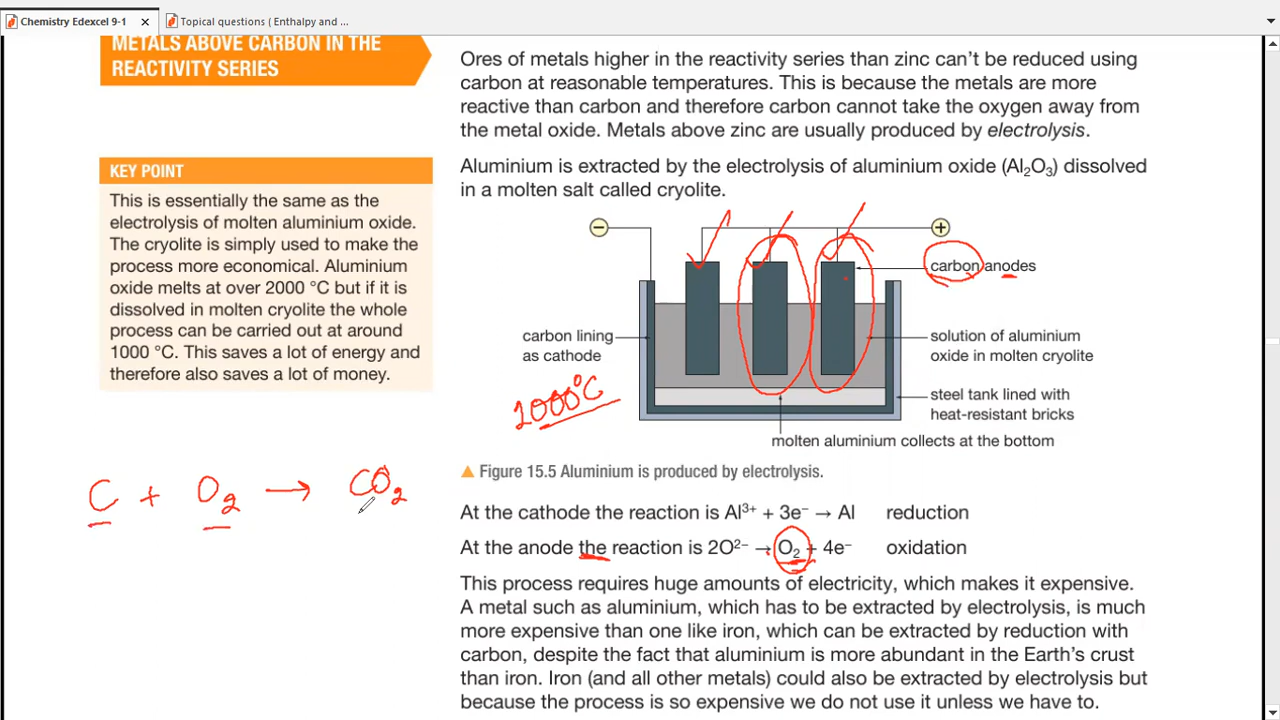 Chemistry Edexcel 9-1
Topical questions ( Enthalpy and ...
METALS ABOVE CARBON IN THE
REACTIVITY SERIES
Ores of metals higher in the reactivity series than zinc can't be reduced using
carbon at reasonable temperatures. This is because the metals are more
reactive than carbon and therefore carbon cannot take the oxygen away from
the metal oxide. Metals above zinc are usually produced by electrolysis.
KEY POINT
This is essentially the same as the
electrolysis of molten aluminium oxide.
The cryolite is simply used to make the
process more economical. Aluminium
oxide melts at over 2000 °C but if it is
dissolved in molten cryolite the whole
process can be carried out at around
1000 °C. This saves a lot of energy and
therefore also saves a lot of money.
Aluminium is extracted by the electrolysis of aluminium oxide (Al₂O₃) dissolved
in a molten salt called cryolite.
−
+
carbon anodes
carbon lining
as cathode
solution of aluminium
oxide in molten cryolite
1000°C
steel tank lined with
heat-resistant bricks
molten aluminium collects at the bottom
▲ Figure 15.5 Aluminium is produced by electrolysis.
C + O₂ → CO₂
At the cathode the reaction is Al³⁺ + 3e⁻ → Al reduction
At the anode the reaction is 2O²⁻ → O₂ + 4e⁻ oxidation
This process requires huge amounts of electricity, which makes it expensive.
A metal such as aluminium, which has to be extracted by electrolysis, is much
more expensive than one like iron, which can be extracted by reduction with
carbon, despite the fact that aluminium is more abundant in the Earth's crust
than iron. Iron (and all other metals) could also be extracted by electrolysis but
because the process is so expensive we do not use it unless we have to.